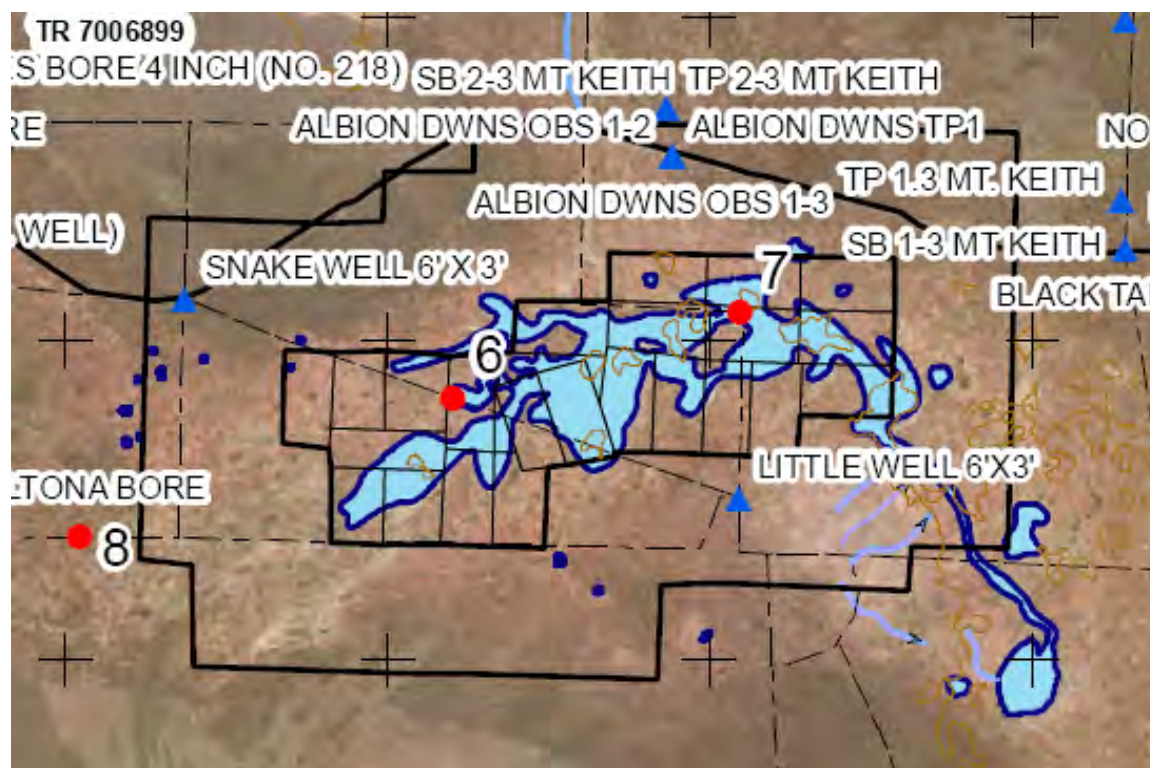 TR 7006899
S BORE 4 INCH (NO. 218)
SB 2-3 MT KEITH
TP 2-3 MT KEITH
RE
ALBION DWNS OBS 1-2
ALBION DWNS TP1
NO
TP 1.3 MT. KEITH
ALBION DWNS OBS 1-3
WELL)
SB 1-3 MT KEITH
SNAKE WELL 6' X 3'
7
BLACK TA
6
LITTLE WELL 6'X3'
LTONA BORE
8